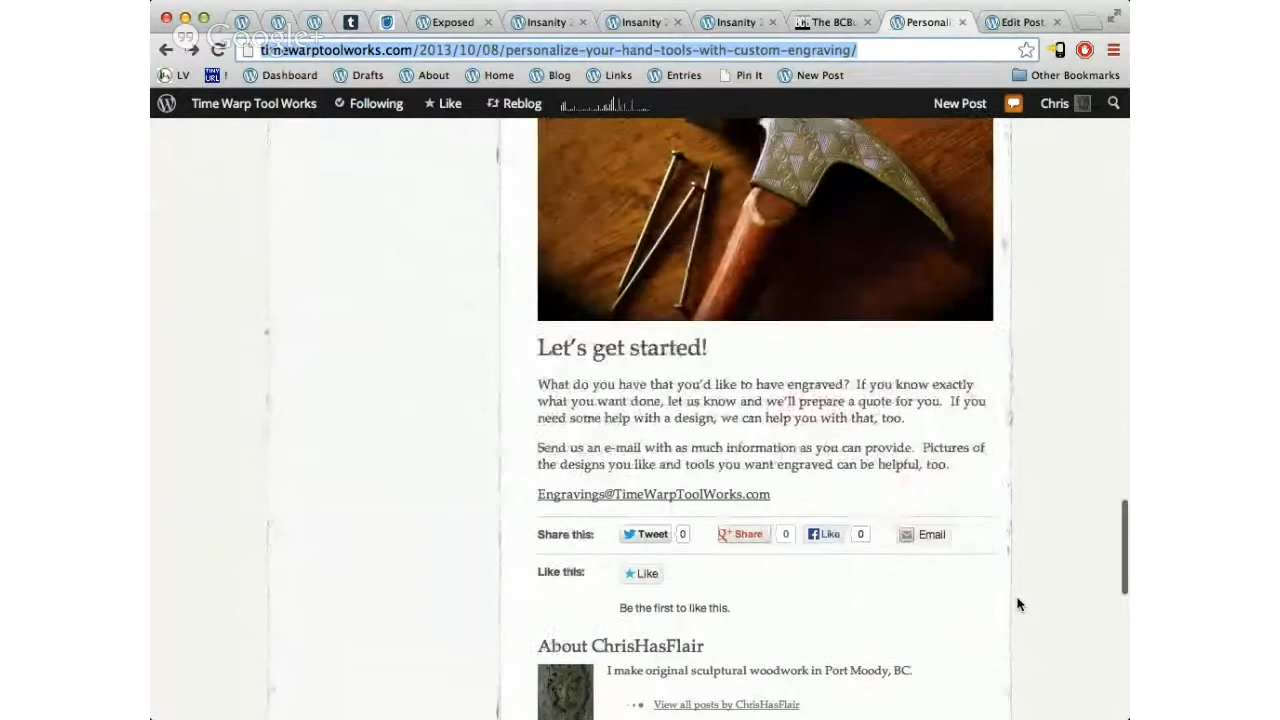 Exposed
Insanity
Insanity
Insanity
The BCB
Personali
Edit Post
Google+
timewarptoolworks.com/2013/10/08/personalize-your-hand-tools-with-custom-engraving/
LV
TINY URL
!
Dashboard
Drafts
About
Home
Blog
Links
Entries
Pin It
New Post
Other Bookmarks
Time Warp Tool Works
Following
Like
Reblog
New Post
Chris
Let's get started!
What do you have that you'd like to have engraved? If you know exactly
what you want done, let us know and we'll prepare a quote for you. If you
need some help with a design, we can help you with that, too.
Send us an e-mail with as much information as you can provide. Pictures of
the designs you like and tools you want engraved can be helpful, too.
Engravings@TimeWarpToolWorks.com
Share this: Tweet 0 Share 0 Like 0 Email
Like this: Like
Be the first to like this.
About ChrisHasFlair
I make original sculptural woodwork in Port Moody, BC.
View all posts by ChrisHasFlair